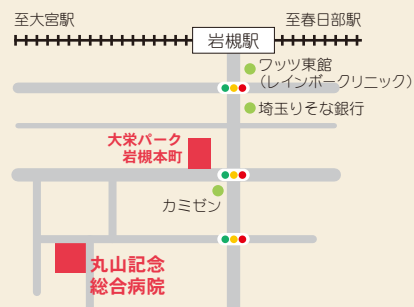 至大宮駅
至春日部駅
岩槻駅
ワッツ東館
(レインボークリニック)
埼玉りそな銀行
大栄パーク
岩槻本町
カミゼン
丸山記念
総合病院